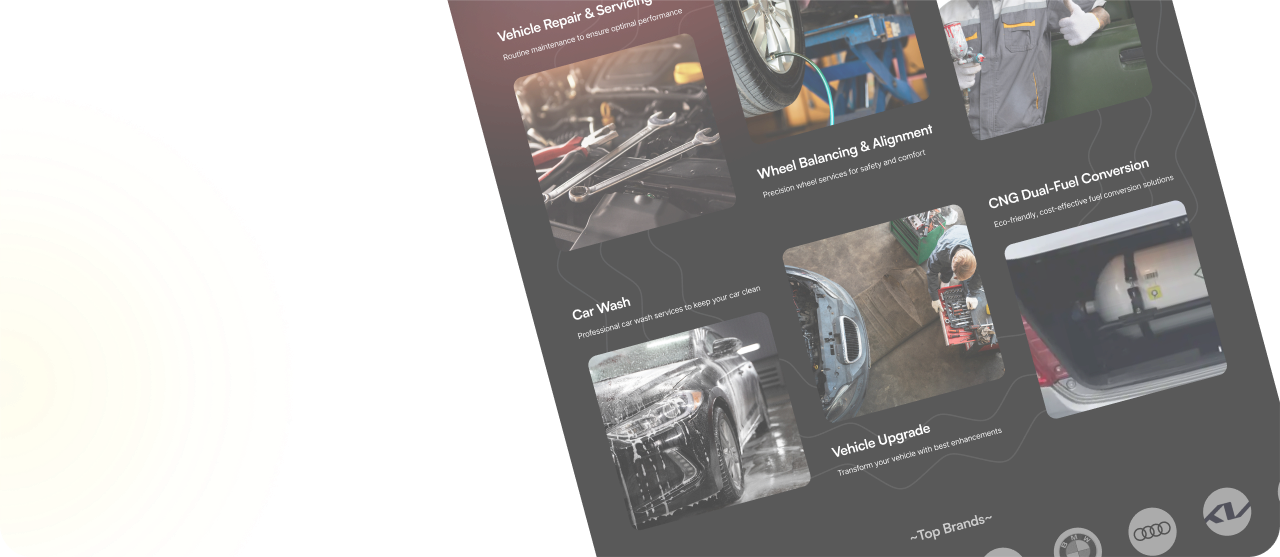 Vehicle Repair & Servicing
Routine maintenance to ensure optimal performance
Wheel Balancing & Alignment
Precision wheel services for safety and comfort
CNG Dual-Fuel Conversion
Eco-friendly, cost-effective fuel conversion solutions
Car Wash
Professional car wash services to keep your car clean
Vehicle Upgrade
Transform your vehicle with best enhancements
~Top Brands~
BMW